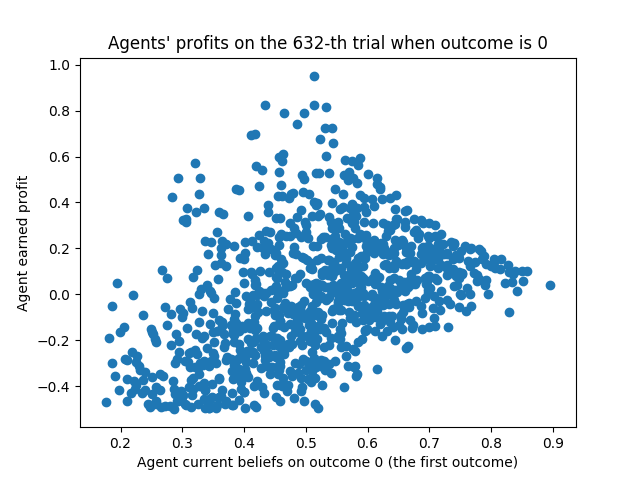 Agents' profits on the 632-th trial when outcome is 0
1.0
0.8
0.6
0.4
0.2
0.0
−0.2
−0.4
Agent earned profit
0.2 0.3 0.4 0.5 0.6 0.7 0.8 0.9
Agent current beliefs on outcome 0 (the first outcome)